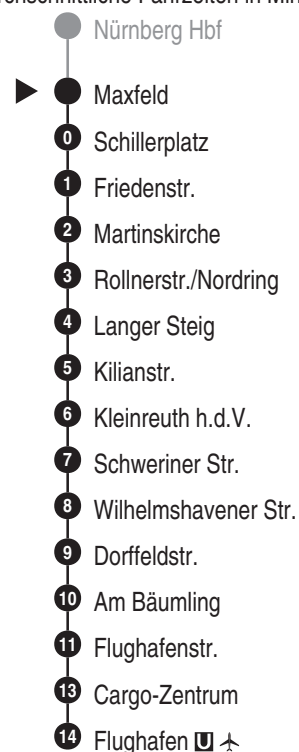 Nürnberg Hbf
Maxfeld
0 Schillerplatz
1 Friedenstr.
2 Martinskirche
3 Rollnerstr./Nordring
4 Langer Steig
5 Kilianstr.
6 Kleinreuth h.d.V.
7 Schweriner Str.
8 Wilhelmshavener Str.
9 Dorffeldstr.
10 Am Bäumling
11 Flughafenstr.
13 Cargo-Zentrum
14 Flughafen U